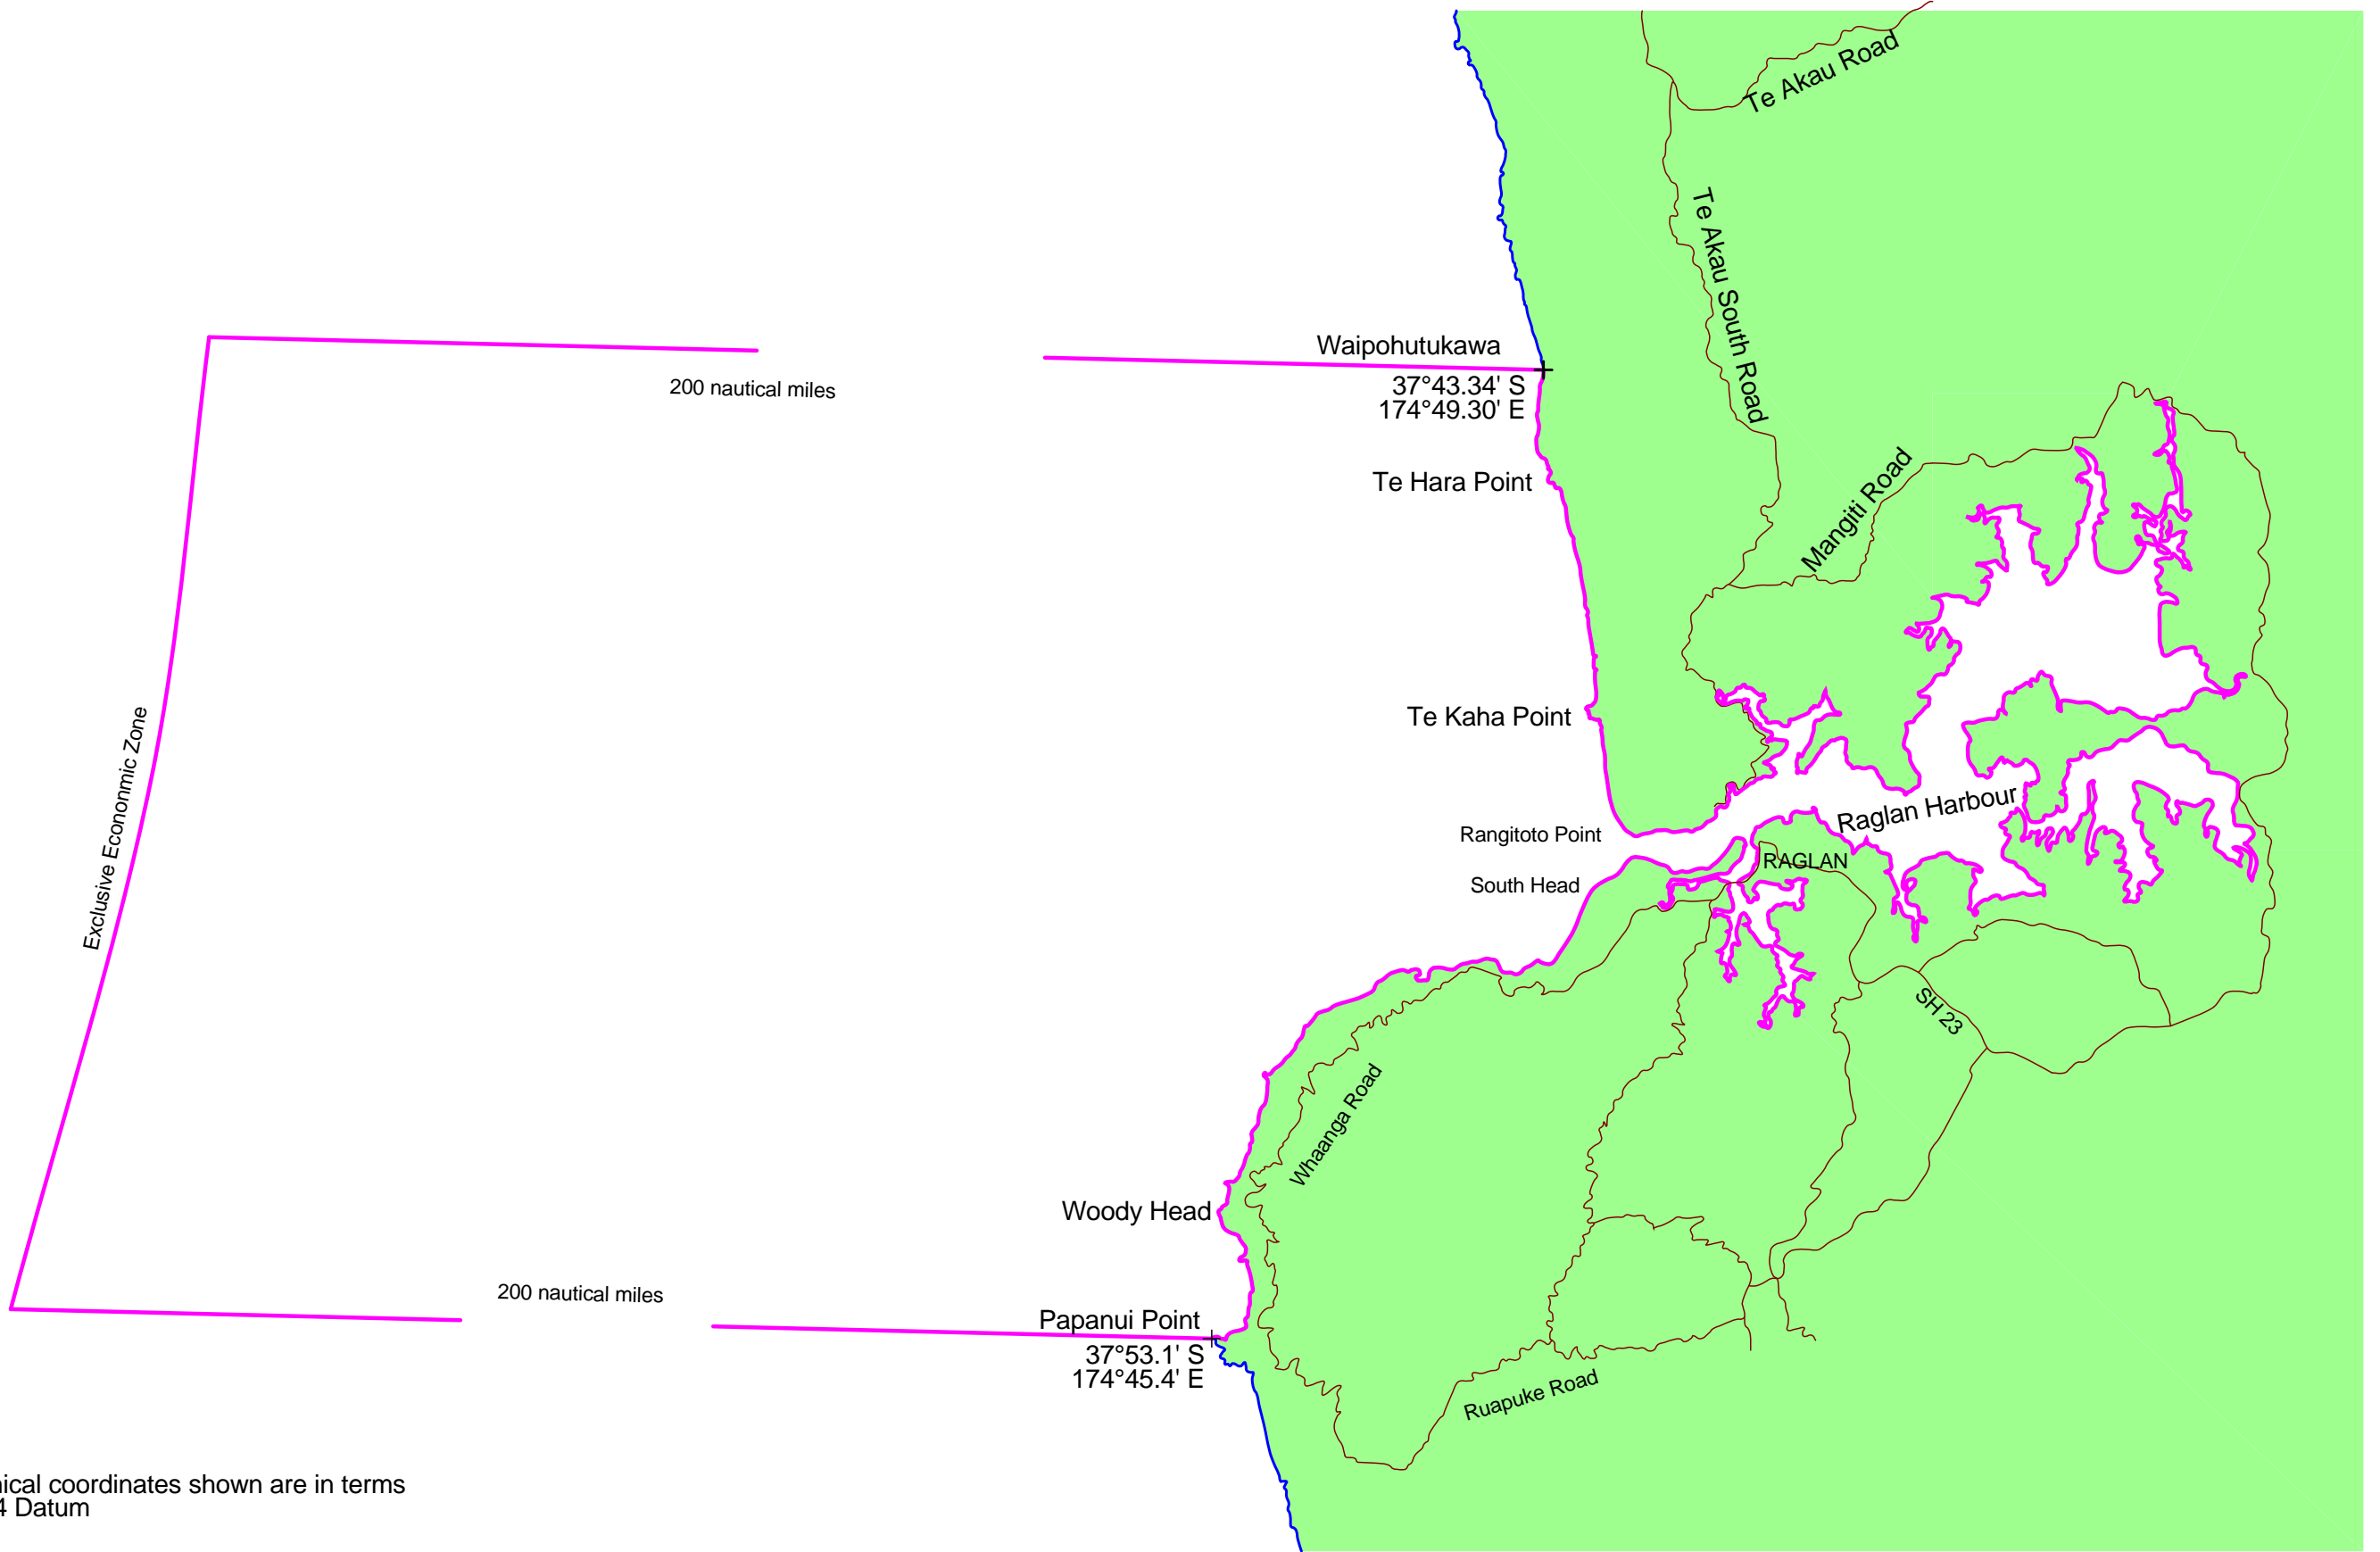 Te Akau Road
Te Akau South Road
Waipohutukawa
200 nautical miles
37°43.34' S
174°49.30' E
Mangiti Road
Te Hara Point
Te Kaha Point
Exclusive Econonmic Zone
Raglan Harbour
Rangitoto Point
RAGLAN
South Head
SH 23
Whaanga Road
Woody Head
200 nautical miles
Papanui Point
37°53.1' S
174°45.4' E
Ruapuke Road
ical coordinates shown are in terms
4 Datum